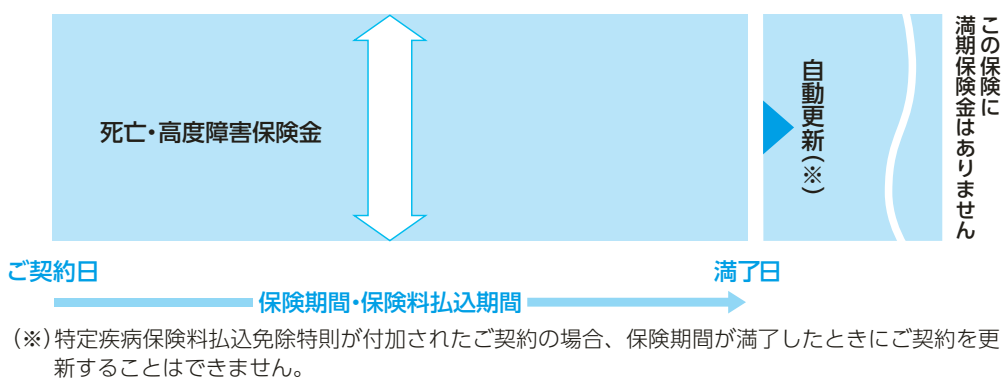 死亡・高度障害保険金
自動更新(※)
この保険に
満期保険金はありません
ご契約日
満了日
保険期間・保険料払込期間
(※)特定疾病保険料払込免除特則が付加されたご契約の場合、保険期間が満了したときにご契約を更
新することはできません。